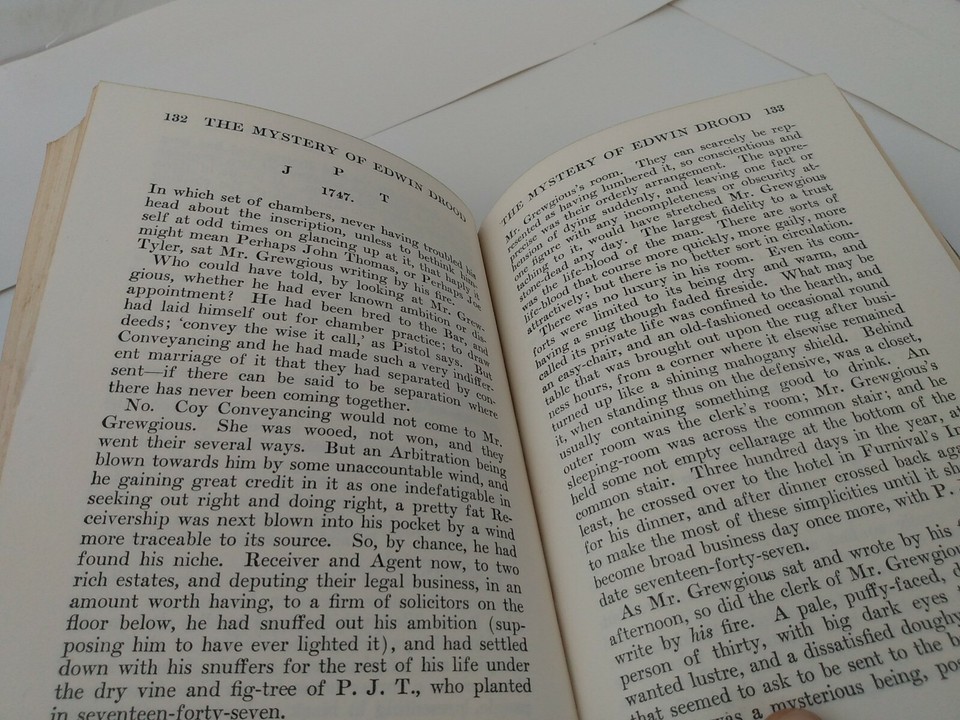 132 THE MYSTERY OF EDWIN DROOD
J P T
1747.
In which set of chambers, never having troubled his
head about the inscription, unless to bethink him-
self at odd times on glancing up at it, that haply it
might mean Perhaps John Thomas, or Perhaps Joe
Tyler, sat Mr. Grewgious writing by his fire.
Who could have told, by looking at Mr. Grew-
gious, whether he had ever known ambition or dis-
appointment? He had been bred to the Bar, and
had laid himself out for chamber practice; to draw
deeds; 'convey the wise it call,' as Pistol says. But
Conveyancing and he had made such a very indiffer-
ent marriage of it that they had separated by con-
sent—if there can be said to be separation where
there has never been coming together.
No. Coy Conveyancing would not come to Mr.
Grewgious. She was wooed, not won, and they
went their several ways. But an Arbitration being
blown towards him by some unaccountable wind, and
he gaining great credit in it as one indefatigable in
seeking out right and doing right, a pretty fat Re-
ceivership was next blown into his pocket by a wind
more traceable to its source. So, by chance, he had
found his niche. Receiver and Agent now, to two
rich estates, and deputing their legal business, in an
amount worth having, to a firm of solicitors on the
floor below, he had snuffed out his ambition (sup-
posing him to have ever lighted it), and had settled
down with his snuffers for the rest of his life under
the dry vine and fig-tree of P. J. T., who planted
in seventeen-forty-seven.
THE MYSTERY OF EDWIN DROOD 133
Mr. Grewgious's room. They can scarcely be rep-
resented as having lumbered it, so conscientious and
precise was their orderly arrangement. The appre-
hension of dying suddenly, and leaving one fact or
one figure with any incompleteness or obscurity at-
taching to it, would have stretched Mr. Grewgious
stone-dead any day. The largest fidelity to a trust
was the life-blood of the man. There are sorts of
life-blood that course more quickly, more gaily, more
attractively; but there is no better sort in circulation.
There was no luxury in his room. Even its com-
forts were limited to its being dry and warm, and
having a snug though faded fireside. What may be
called its private life was confined to the hearth, and
an easy-chair, and an old-fashioned occasional round
table that was brought out upon the rug after busi-
ness hours, from a corner where it elsewise remained
turned up like a shining mahogany shield. Behind
it, when standing thus on the defensive, was a closet,
usually containing something good to drink. An
outer room was the clerk's room; Mr. Grewgious's
sleeping-room was across the common stair; and he
held some not empty cellarage at the bottom of the
common stair. Three hundred days in the year, at
least, he crossed over to the hotel in Furnival's In
for his dinner, and after dinner crossed back aga
to make the most of these simplicities until it sh
become broad business day once more, with P.
date seventeen-forty-seven.
As Mr. Grewgious sat and wrote by his
afternoon, so did the clerk of Mr. Grewgiou
write by his fire. A pale, puffy-faced, d
person of thirty, with big dark eyes
wanted lustre, and a dissatisfied doughy
that seemed to ask to be sent to the b
was a mysterious being, pos